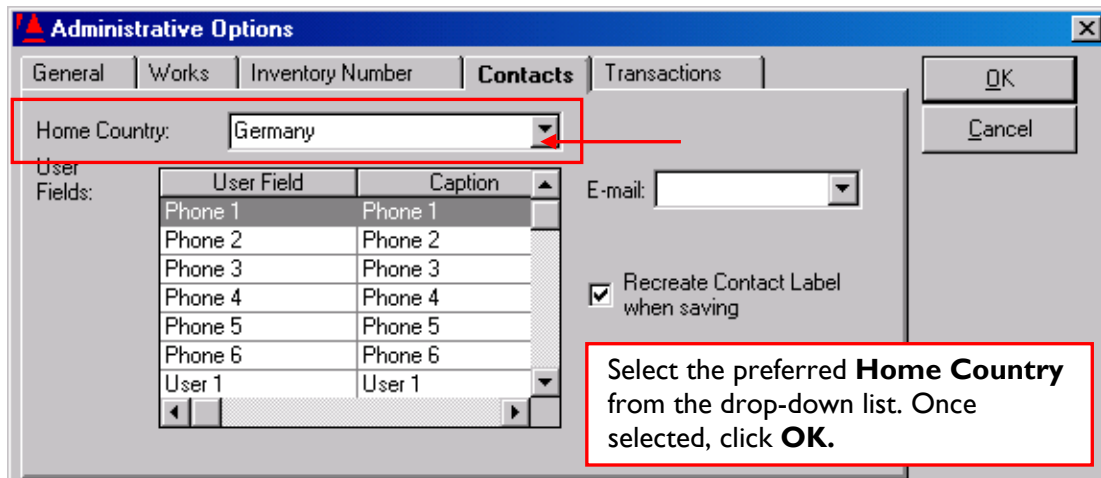 Administrative Options
General Works Inventory Number Contacts Transactions
OK
Home Country: Germany
Cancel
User
Fields:
User Field Caption
E-mail:
Phone 1 Phone 1
Phone 2 Phone 2
Phone 3 Phone 3
Phone 4 Phone 4
Phone 5 Phone 5
Phone 6 Phone 6
User 1 User 1
Recreate Contact Label
when saving
Select the preferred Home Country
from the drop-down list. Once
selected, click OK.